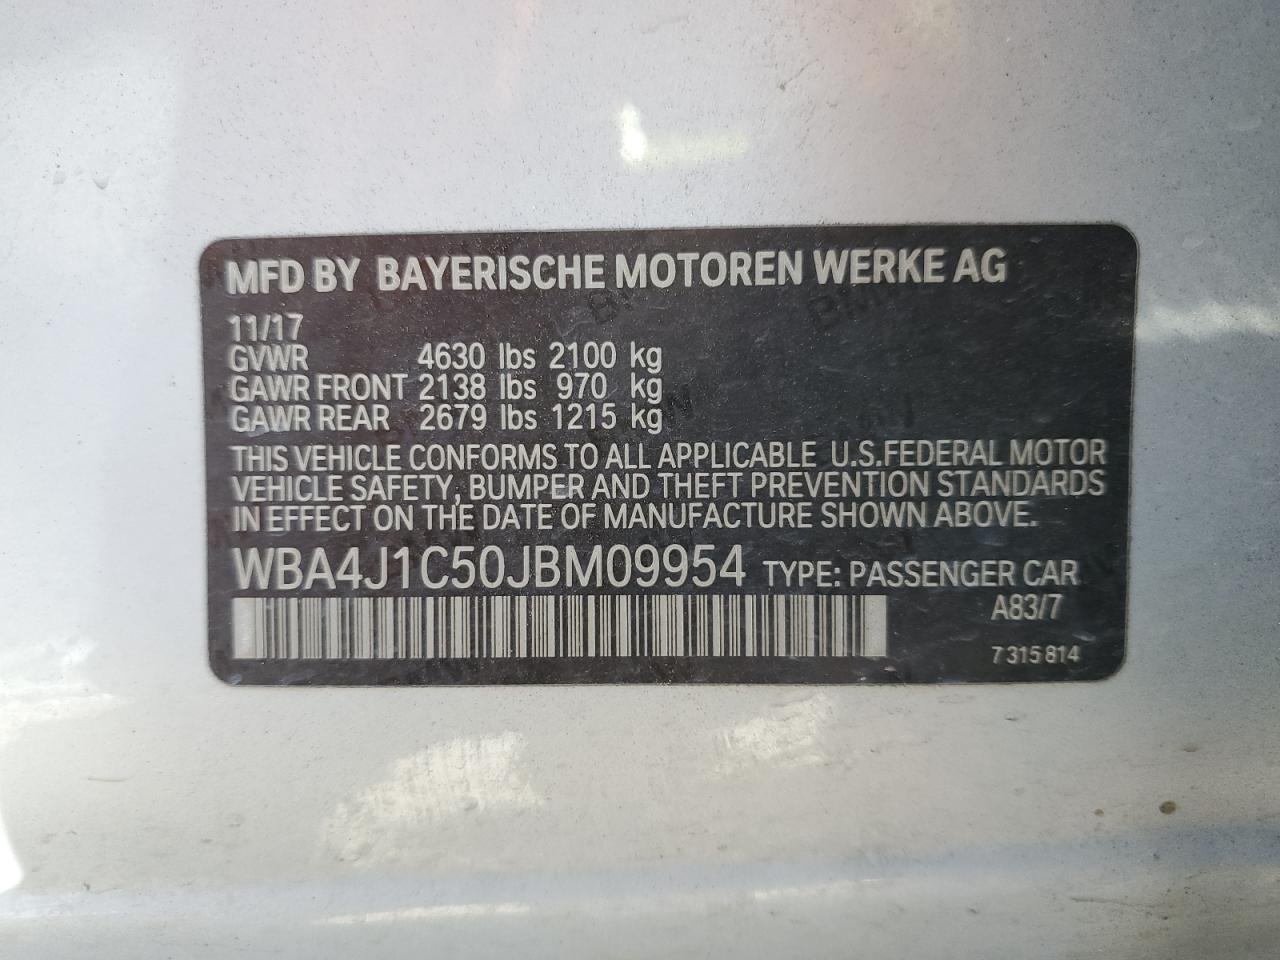 MFD BY BAYERISCHE MOTOREN WERKE AG
11/17
GVWR 4630 lbs 2100 kg
GAWR FRONT 2138 lbs 970 kg
GAWR REAR 2679 lbs 1215 kg
THIS VEHICLE CONFORMS TO ALL APPLICABLE U.S.FEDERAL MOTOR
VEHICLE SAFETY, BUMPER AND THEFT PREVENTION STANDARDS
IN EFFECT ON THE DATE OF MANUFACTURE SHOWN ABOVE.
WBA4J1C50JBM09954 TYPE: PASSENGER CAR
A83/7
7 315 814